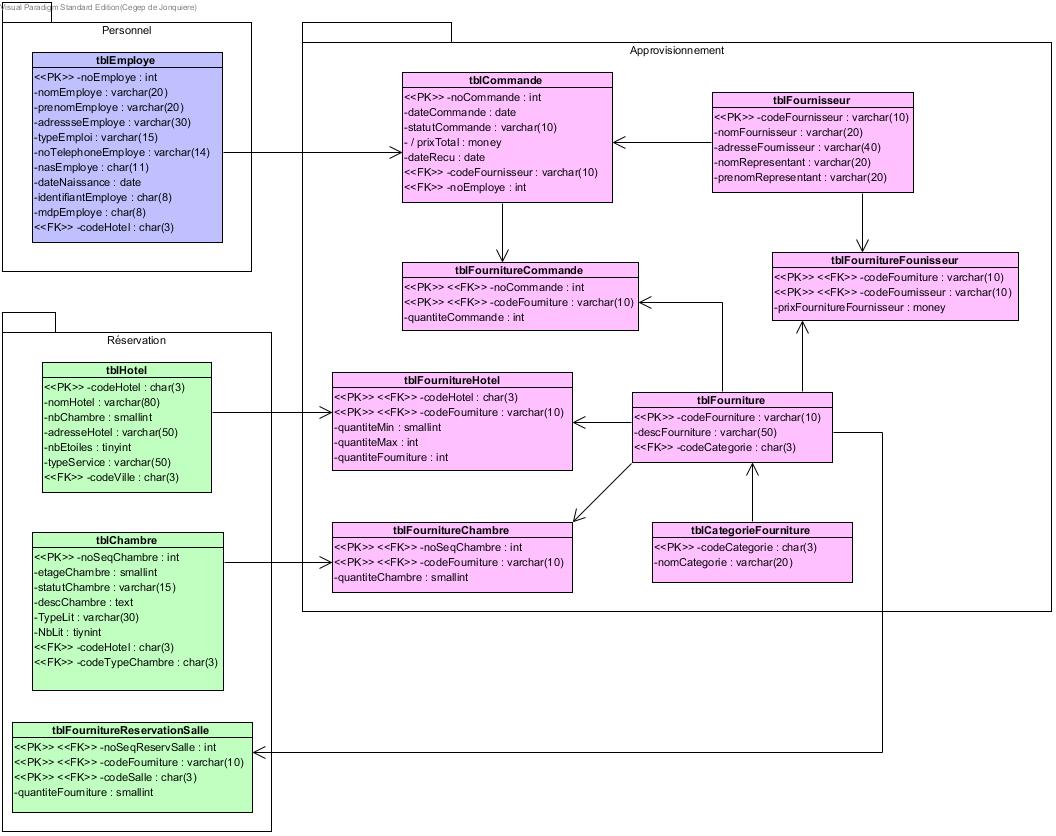 Visual Paradigm Standard Edition(Cegep de Jonquiere)
Personnel
tblEmploye
<<PK>> -noEmploye : int
-nomEmploye : varchar(20)
-prenomEmploye : varchar(20)
-adressseEmploye : varchar(30)
-typeEmploi : varchar(15)
-noTelephoneEmploye : varchar(14)
-nasEmploye : char(11)
-dateNaissance : date
-identifiantEmploye : char(8)
-mdpEmploye : char(8)
<<FK>> -codeHotel : char(3)
Approvisionnement
tblCommande
<<PK>> -noCommande : int
-dateCommande : date
-statutCommande : varchar(10)
- / prixTotal : money
-dateRecu : date
<<FK>> -codeFournisseur : varchar(10)
<<FK>> -noEmploye : int
tblFournisseur
<<PK>> -codeFournisseur : varchar(10)
-nomFournisseur : varchar(20)
-adresseFournisseur : varchar(40)
-nomRepresentant : varchar(20)
-prenomRepresentant : varchar(20)
tblFournitureCommande
<<PK>> <<FK>> -noCommande : int
<<PK>> <<FK>> -codeFourniture : varchar(10)
-quantiteCommande : int
tblFournitureFounisseur
<<PK>> <<FK>> -codeFourniture : varchar(10)
<<PK>> <<FK>> -codeFournisseur : varchar(10)
-prixFournitureFournisseur : money
Réservation
tblHotel
<<PK>> -codeHotel : char(3)
-nomHotel : varchar(80)
-nbChambre : smallint
-adresseHotel : varchar(50)
-nbEtoiles : tinyint
-typeService : varchar(50)
<<FK>> -codeVille : char(3)
tblFournitureHotel
<<PK>> <<FK>> -codeHotel : char(3)
<<PK>> <<FK>> -codeFourniture : varchar(10)
-quantiteMin : smallint
-quantiteMax : int
-quantiteFourniture : int
tblFourniture
<<PK>> -codeFourniture : varchar(10)
-descFourniture : varchar(50)
<<FK>> -codeCategorie : char(3)
tblChambre
<<PK>> -noSeqChambre : int
-etageChambre : smallint
-statutChambre : varchar(15)
-descChambre : text
-TypeLit : varchar(30)
-NbLit : tiynint
<<FK>> -codeHotel : char(3)
<<FK>> -codeTypeChambre : char(3)
tblFournitureChambre
<<PK>> <<FK>> -noSeqChambre : int
<<PK>> <<FK>> -codeFourniture : varchar(10)
-quantiteChambre : smallint
tblCategorieFourniture
<<PK>> -codeCategorie : char(3)
-nomCategorie : varchar(20)
tblFournitureReservationSalle
<<PK>> <<FK>> -noSeqReservSalle : int
<<PK>> <<FK>> -codeFourniture : varchar(10)
<<PK>> <<FK>> -codeSalle : char(3)
-quantiteFourniture : smallint